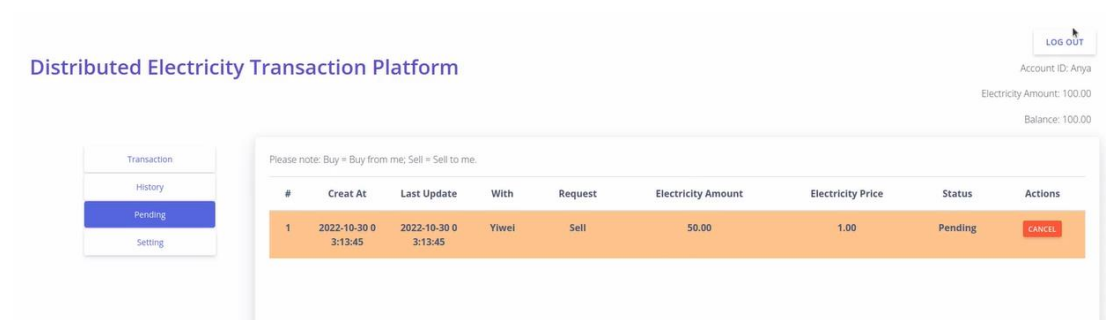 LOG OUT
Distributed Electricity Transaction Platform
Account ID: Anya
Electricity Amount: 100.00
Balance: 100.00
Transaction
History
Pending
Setting
Please note: Buy = Buy from me; Sell = Sell to me.
# Creat At Last Update With Request Electricity Amount Electricity Price Status Actions
1 2022-10-30 0 2022-10-30 0 Yiwei Sell 50.00 1.00 Pending CANCEL
3:13:45 3:13:45